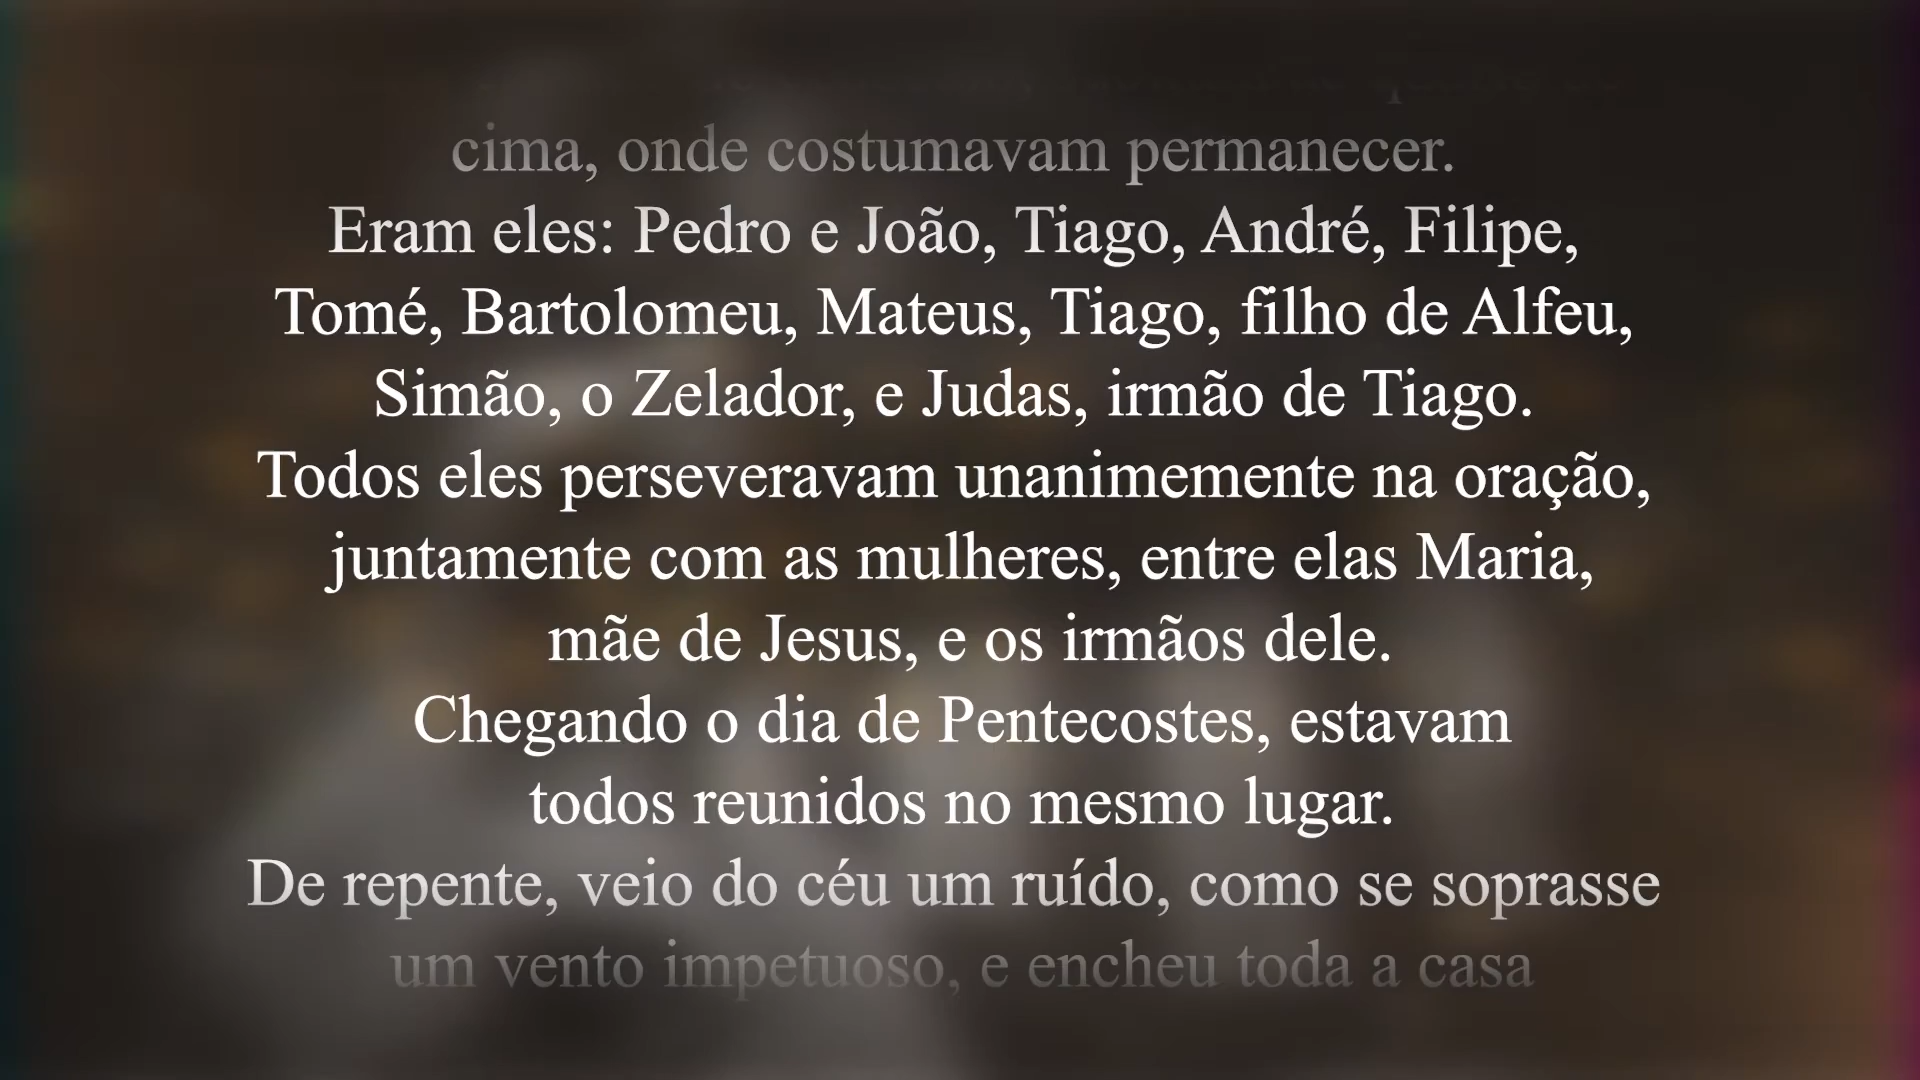 cima, onde costumavam permanecer.
Eram eles: Pedro e João, Tiago, André, Filipe,
Tomé, Bartolomeu, Mateus, Tiago, filho de Alfeu,
Simão, o Zelador, e Judas, irmão de Tiago.
Todos eles perseveravam unanimemente na oração,
juntamente com as mulheres, entre elas Maria,
mãe de Jesus, e os irmãos dele.
Chegando o dia de Pentecostes, estavam
todos reunidos no mesmo lugar.
De repente, veio do céu um ruído, como se soprasse
um vento impetuoso, e encheu toda a casa